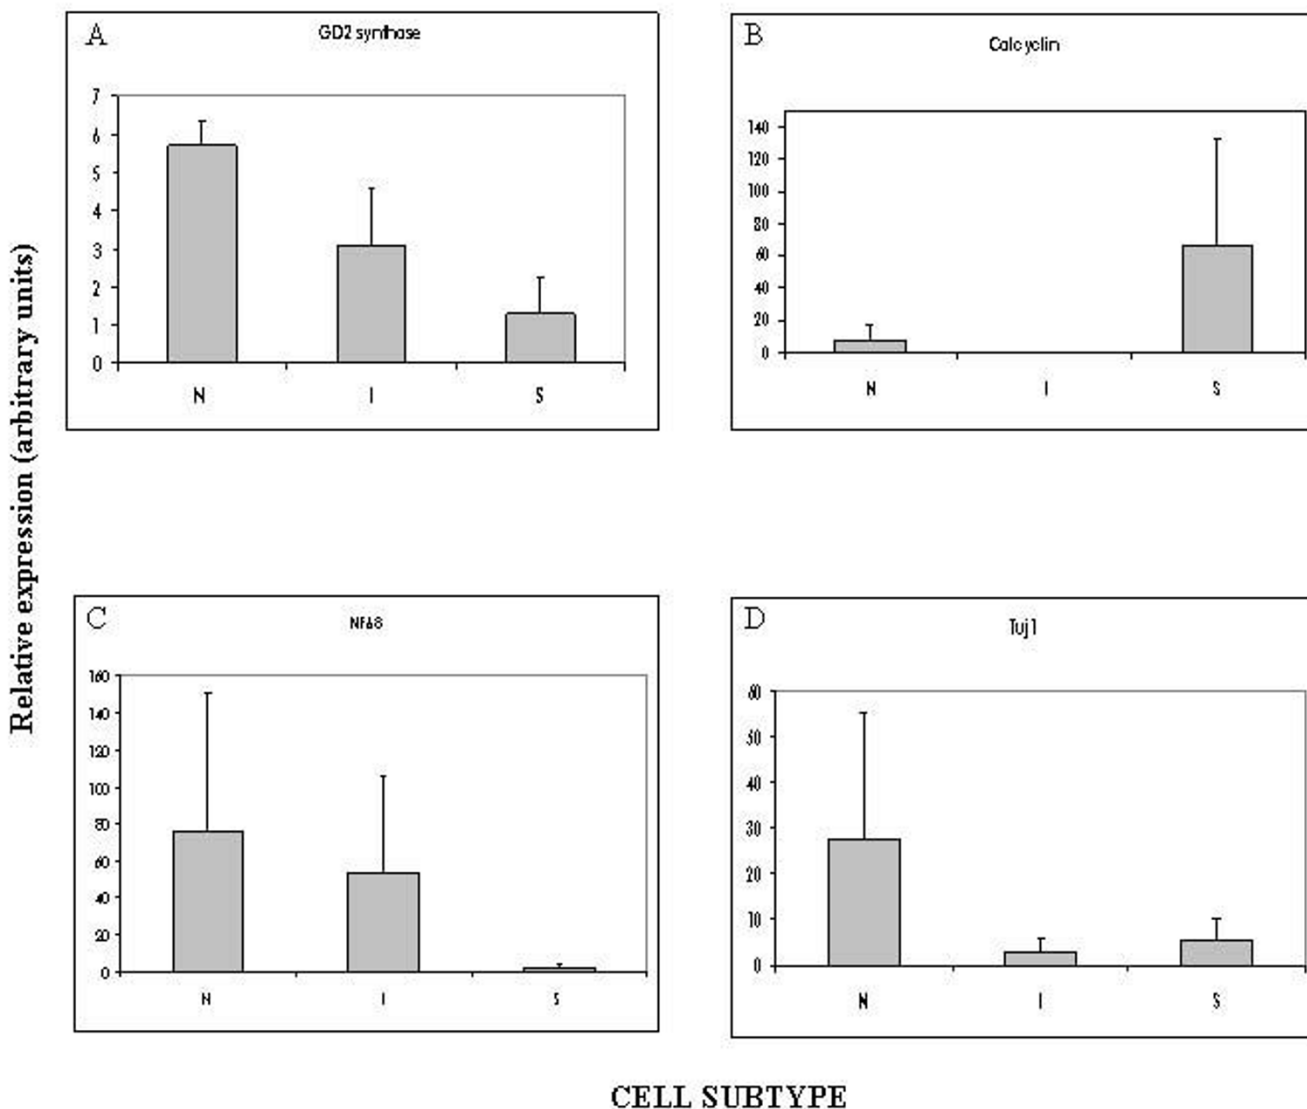 Relative expression (arbitrary units)
A
GD2 synthase
7
6
5
4
3
2
1
0
N I S
B
Calcyclin
140
120
100
80
60
40
20
0
N I S
C
NF68
160
140
120
100
80
60
40
20
0
N I S
D
Tuj1
60
50
40
30
20
10
0
N I S
CELL SUBTYPE